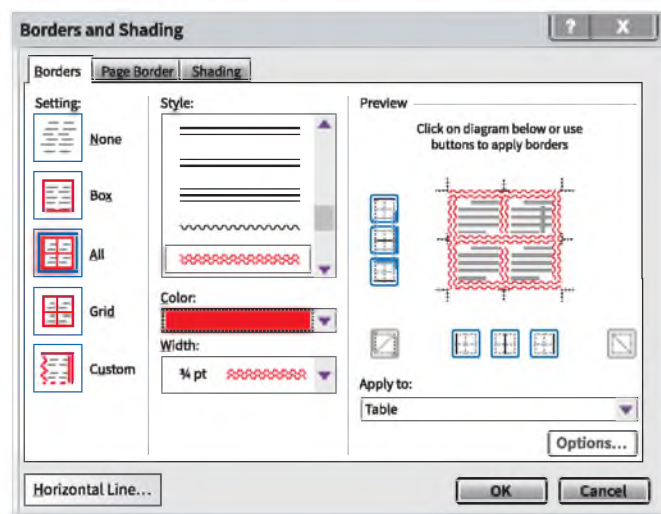 Borders and Shading
? X
Borders Page Border Shading
Setting:
None
Box
All
Grid
Custom
Style:
Color:
Width:
¾ pt
Preview
Click on diagram below or use
buttons to apply borders
Apply to:
Table
Options...
Horizontal Line...
OK Cancel